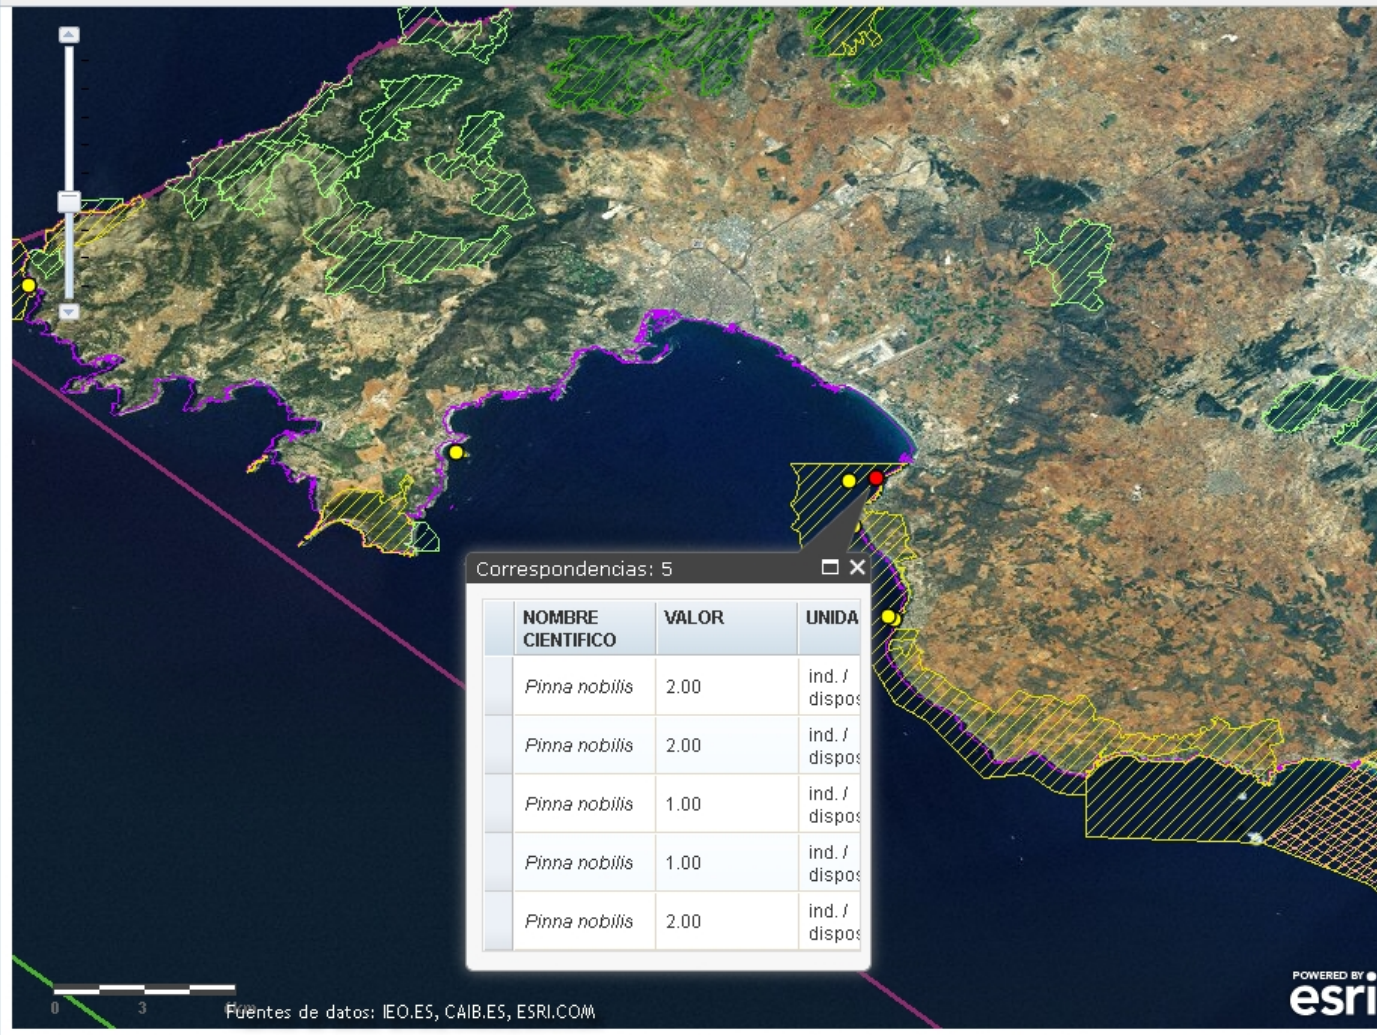 Correspondencias: 5
NOMBRE CIENTIFICO VALOR UNIDA
Pinna nobilis 2.00 ind. / dispos
Pinna nobilis 2.00 ind. / dispos
Pinna nobilis 1.00 ind. / dispos
Pinna nobilis 1.00 ind. / dispos
Pinna nobilis 2.00 ind. / dispos
0 3 6km
Fuentes de datos: IEO.ES, CAIB.ES, ESRI.COM
POWERED BY
esri